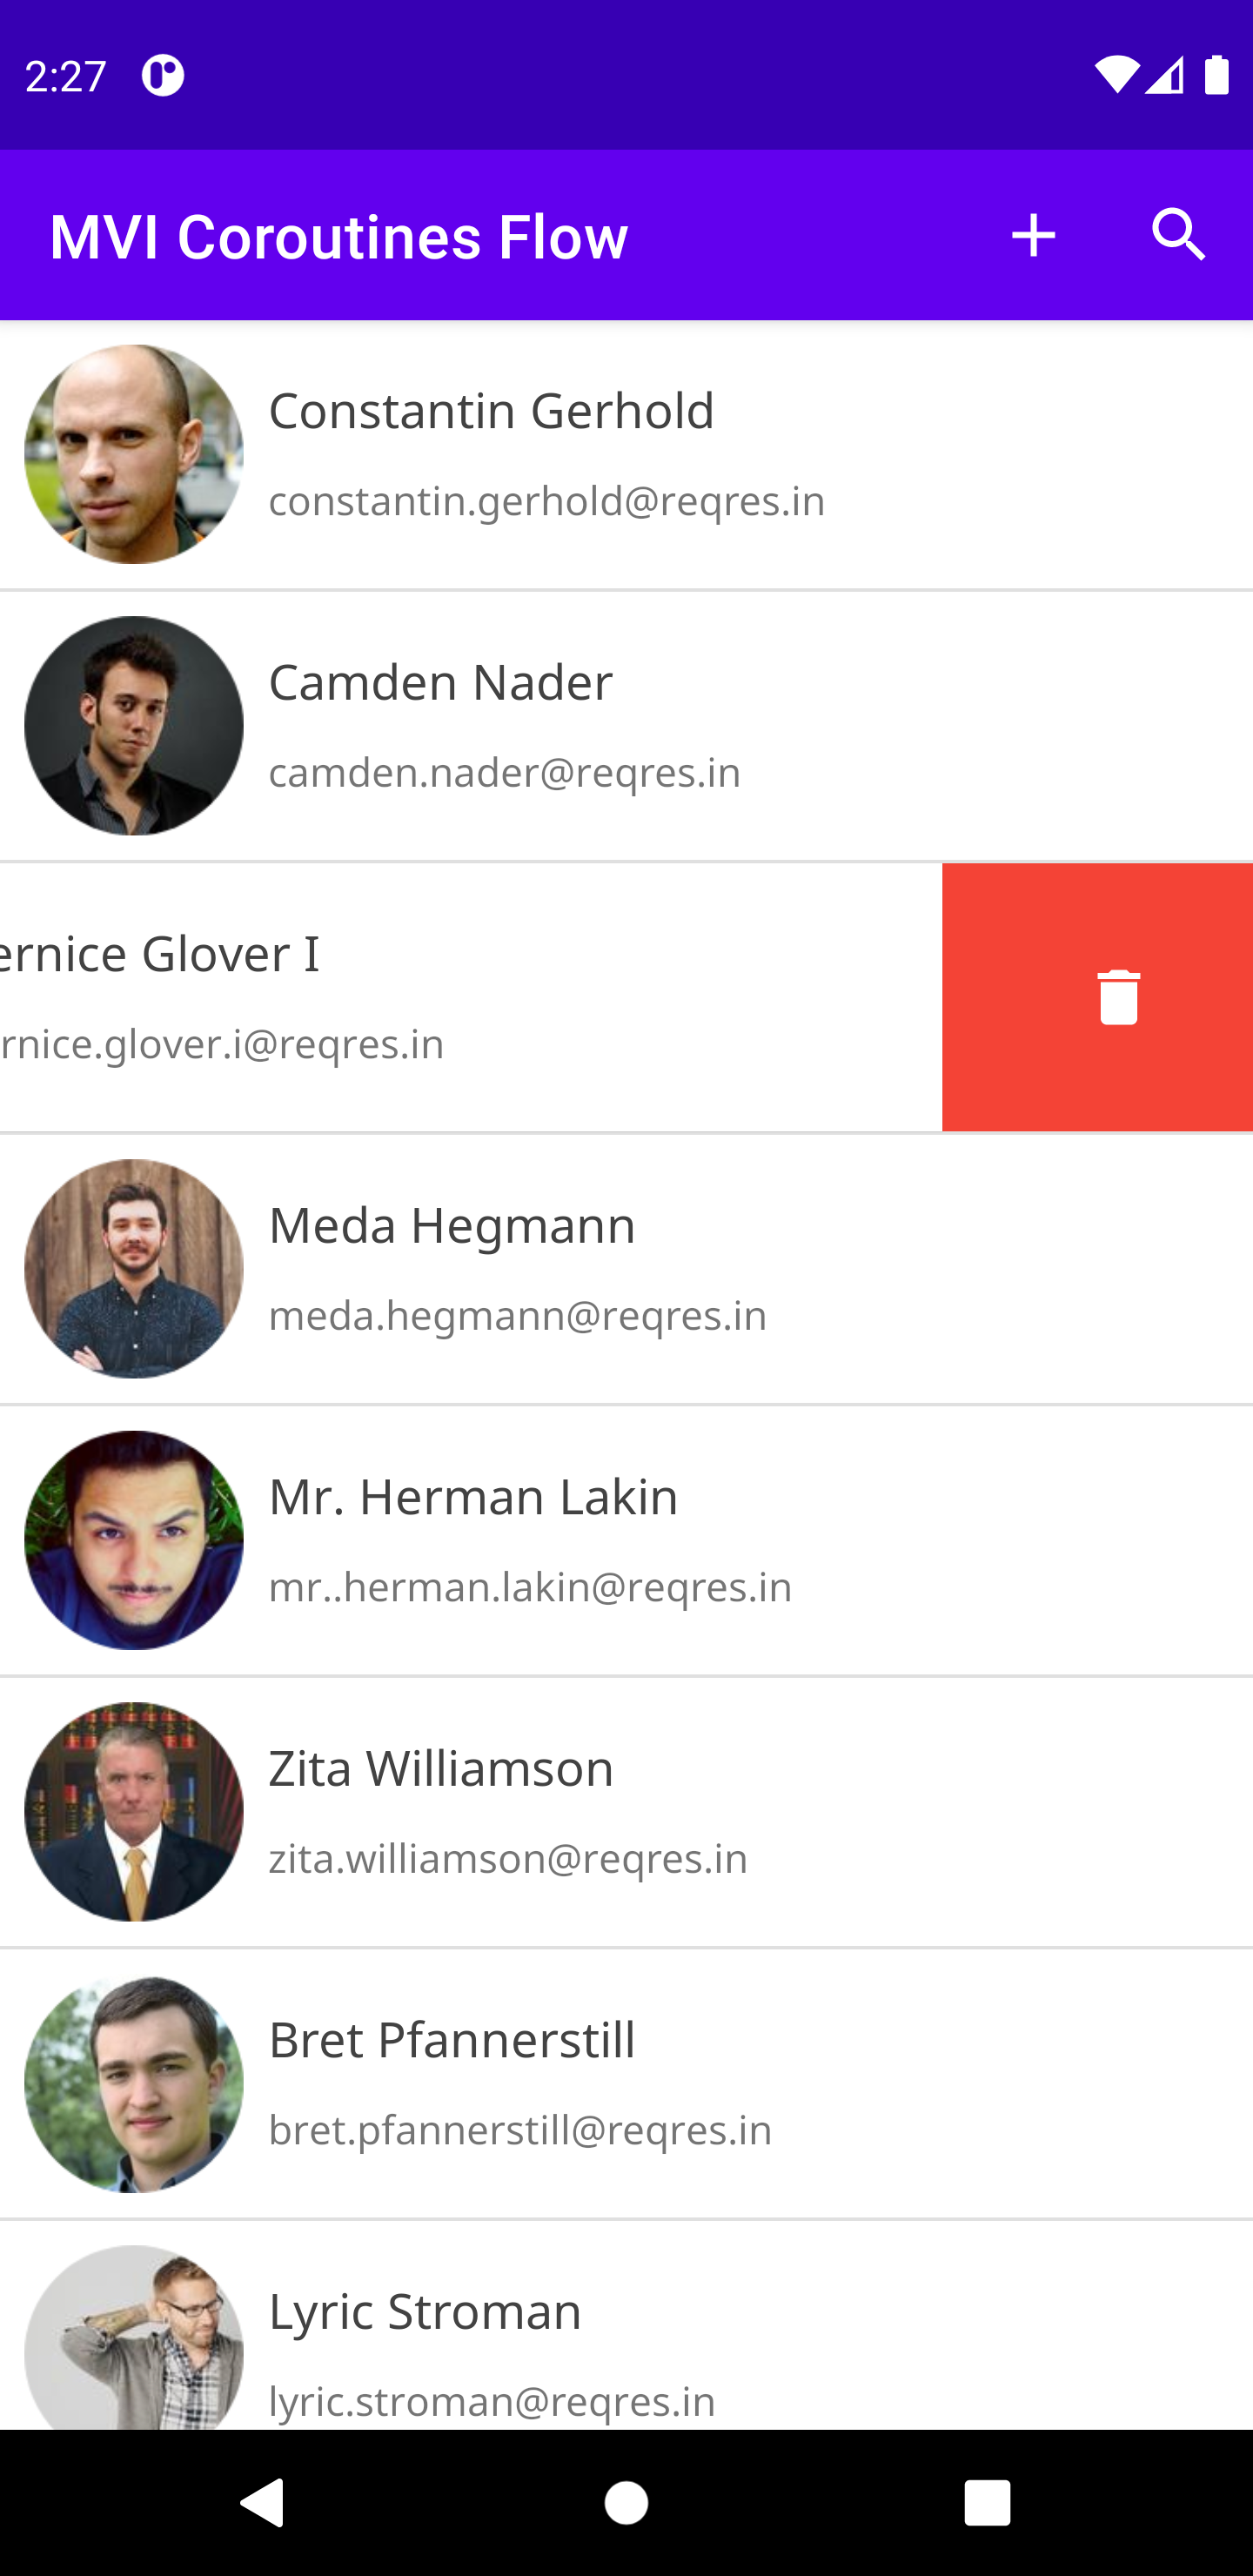 2:27
MVI Coroutines Flow
Constantin Gerhold
constantin.gerhold@reqres.in
Camden Nader
camden.nader@reqres.in
ernice Glover I
rnice.glover.i@reqres.in
Meda Hegmann
meda.hegmann@reqres.in
Mr. Herman Lakin
mr..herman.lakin@reqres.in
Zita Williamson
zita.williamson@reqres.in
Bret Pfannerstill
bret.pfannerstill@reqres.in
Lyric Stroman
lyric.stroman@reqres.in